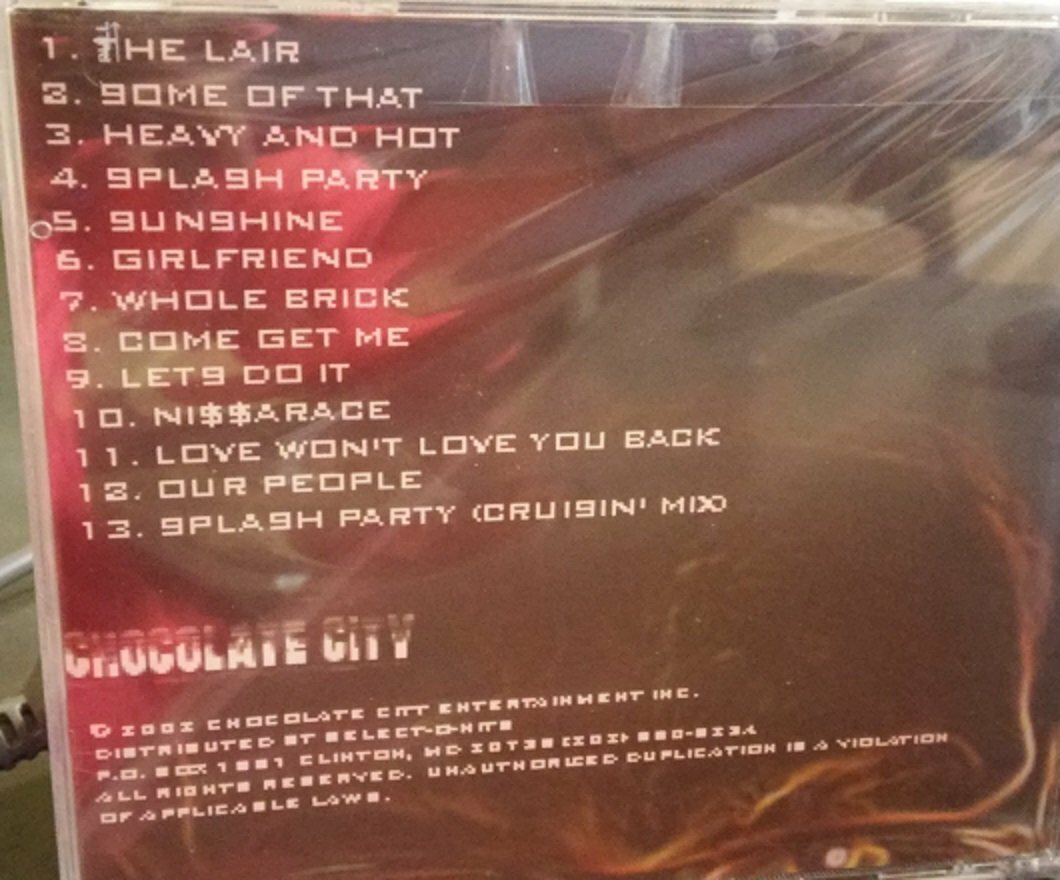 1. THE LAIR
2. SOME OF THAT
3. HEAVY AND HOT
4. SPLASH PARTY
5. SUNSHINE
6. GIRLFRIEND
7. WHOLE BRICK
8. COME GET ME
9. LETS DO IT
10. NI$$ARACE
11. LOVE WON'T LOVE YOU BACK
12. OUR PEOPLE
13. SPLASH PARTY (CRUISIN' MIX)
CHOCOLATE CITY
CHOCOLATE CITY ENTERTAINMENT INC.
DISTRIBUTED BY SELECT-O-HITS
P.O. BOX 1881 CLINTON, MD
ALL RIGHTS RESERVED. UNAUTHORIZED DUPLICATION IS A VIOLATION
OF APPLICABLE LAWS.